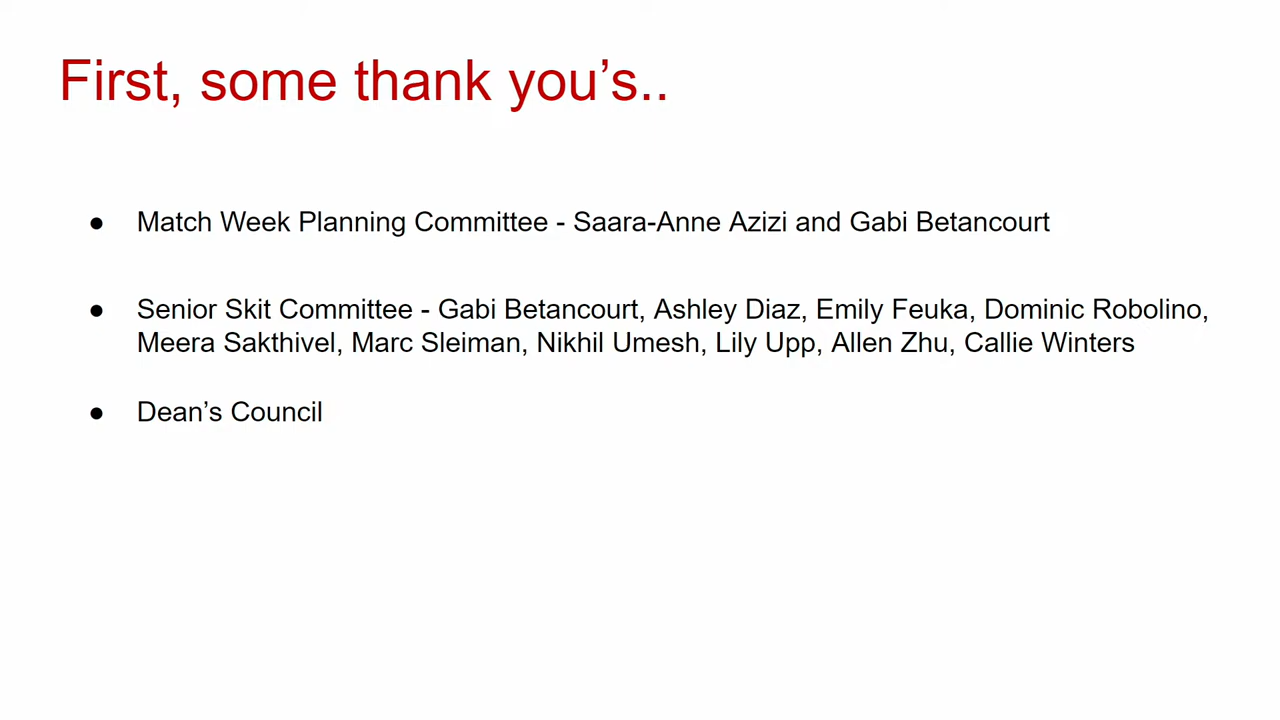 First, some thank you’s..
● Match Week Planning Committee - Saara-Anne Azizi and Gabi Betancourt
● Senior Skit Committee - Gabi Betancourt, Ashley Diaz, Emily Feuka, Dominic Robolino,
Meera Sakthivel, Marc Sleiman, Nikhil Umesh, Lily Upp, Allen Zhu, Callie Winters
● Dean’s Council